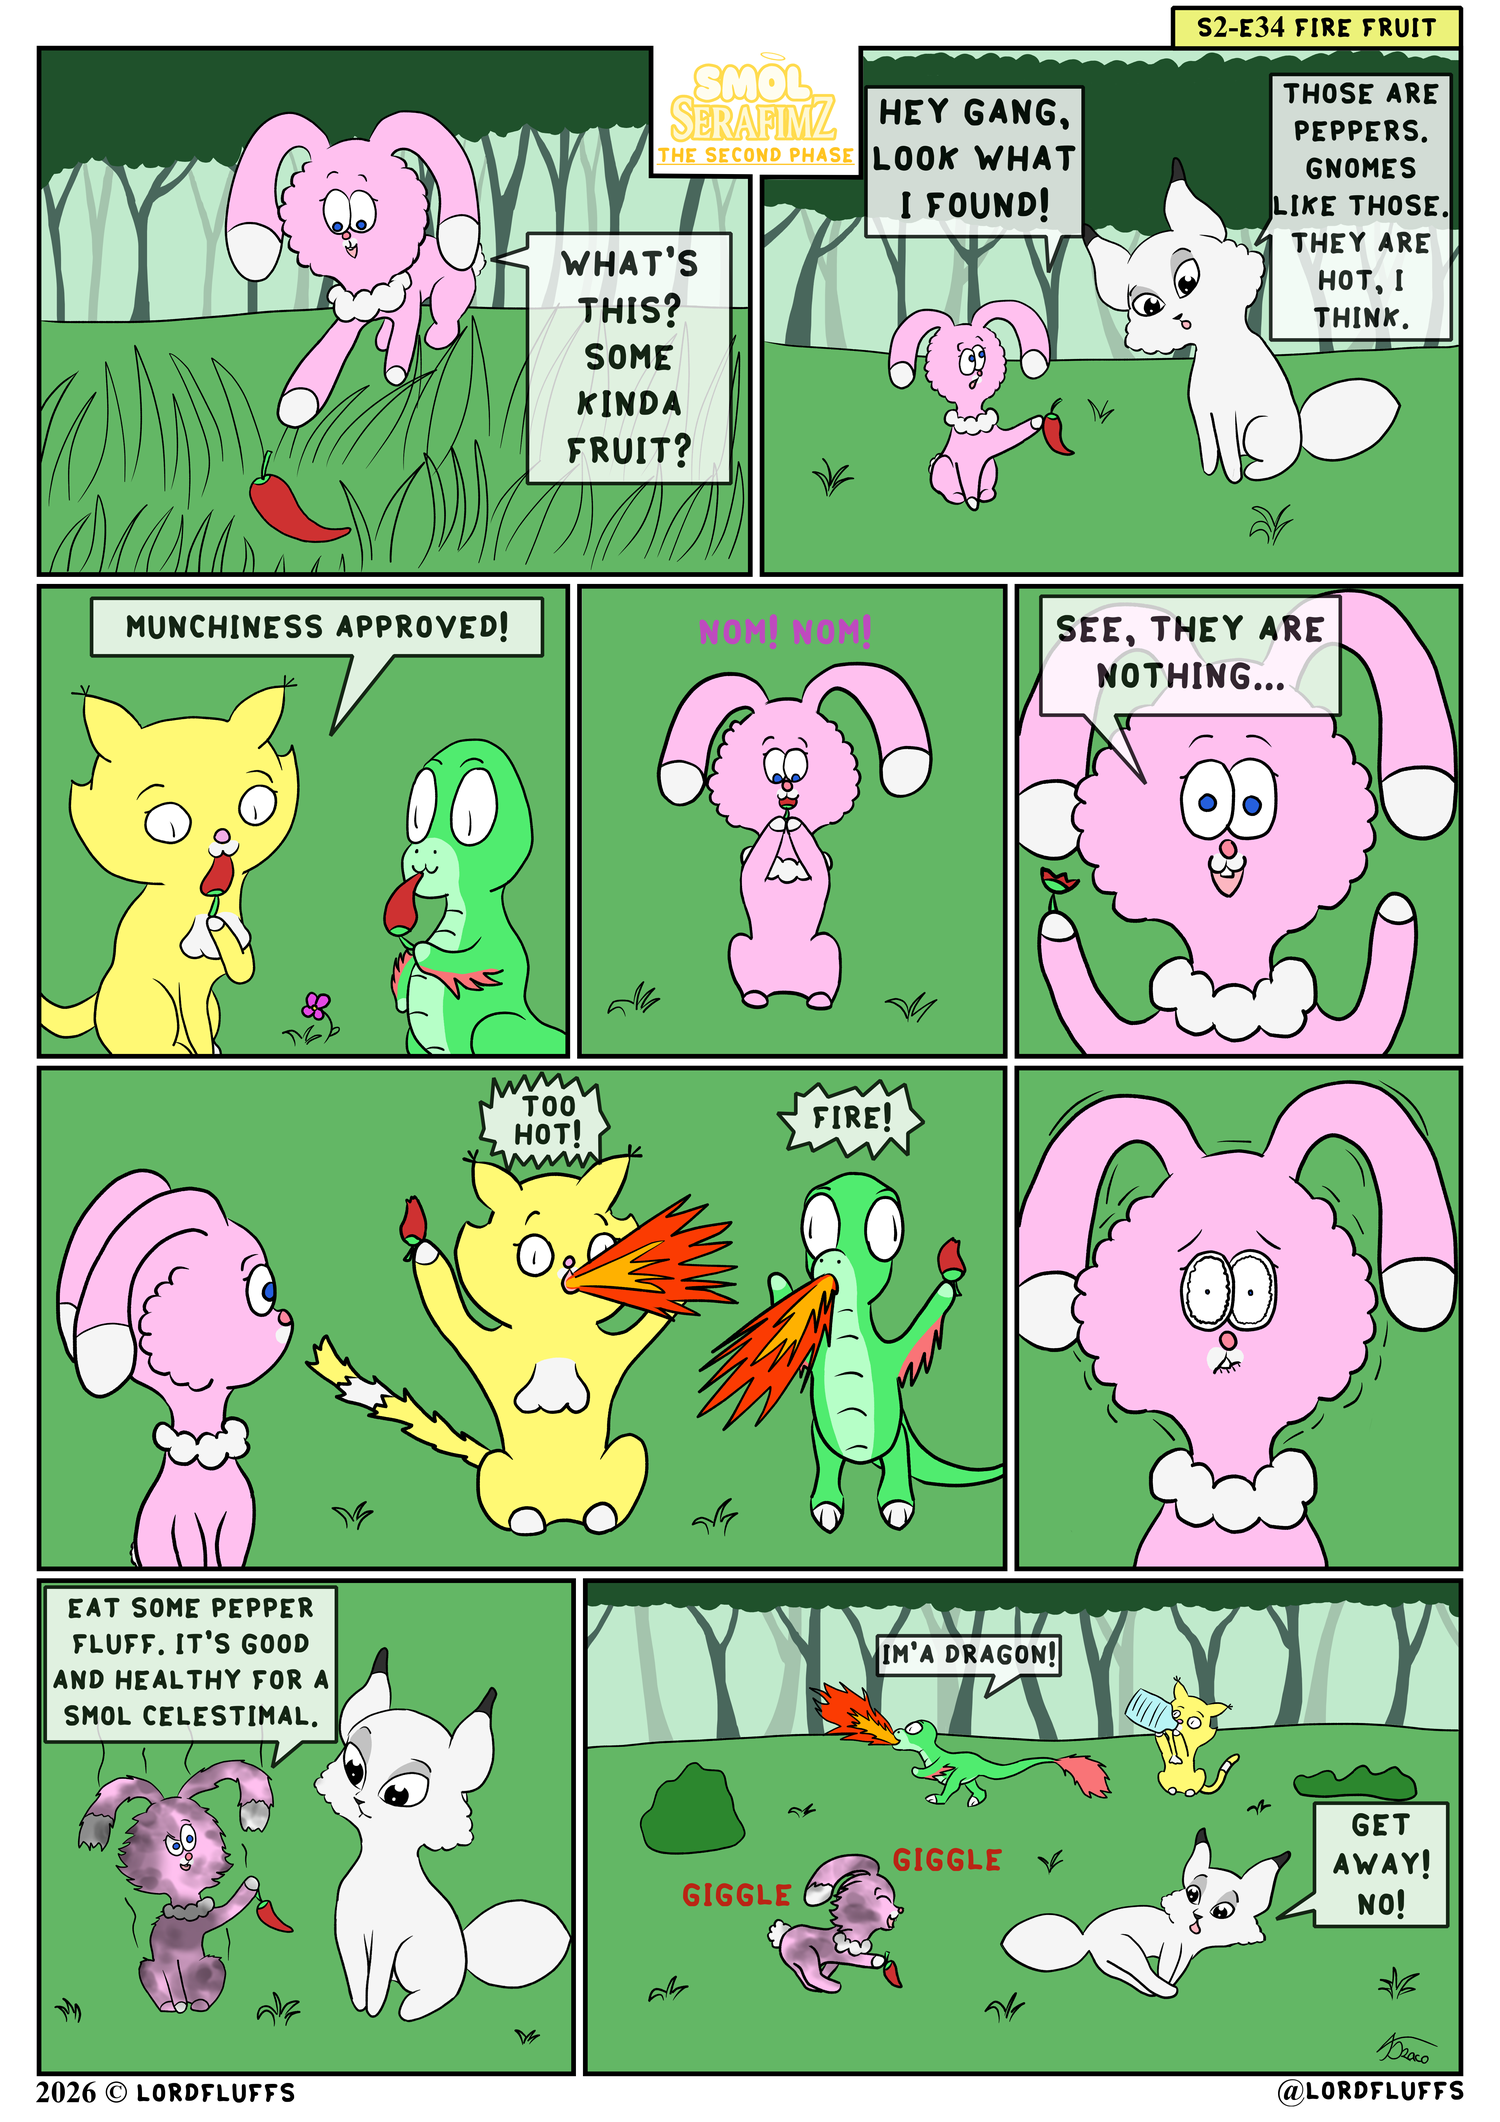 S2-E34 FIRE FRUIT
SMOL
SERAFIMZ
THE SECOND PHASE
WHAT'S
THIS?
SOME
KINDA
FRUIT?
HEY GANG,
LOOK WHAT
I FOUND!
THOSE ARE
PEPPERS.
GNOMES
LIKE THOSE.
THEY ARE
HOT, I
THINK.
MUNCHINESS APPROVED!
NOM! NOM!
SEE, THEY ARE
NOTHING...
TOO
HOT!
FIRE!
EAT SOME PEPPER
FLUFF. IT'S GOOD
AND HEALTHY FOR A
SMOL CELESTIMAL.
IM'A DRAGON!
GIGGLE
GIGGLE
GET
AWAY!
NO!
2026 © LORDFLUFFS
@LORDFLUFFS